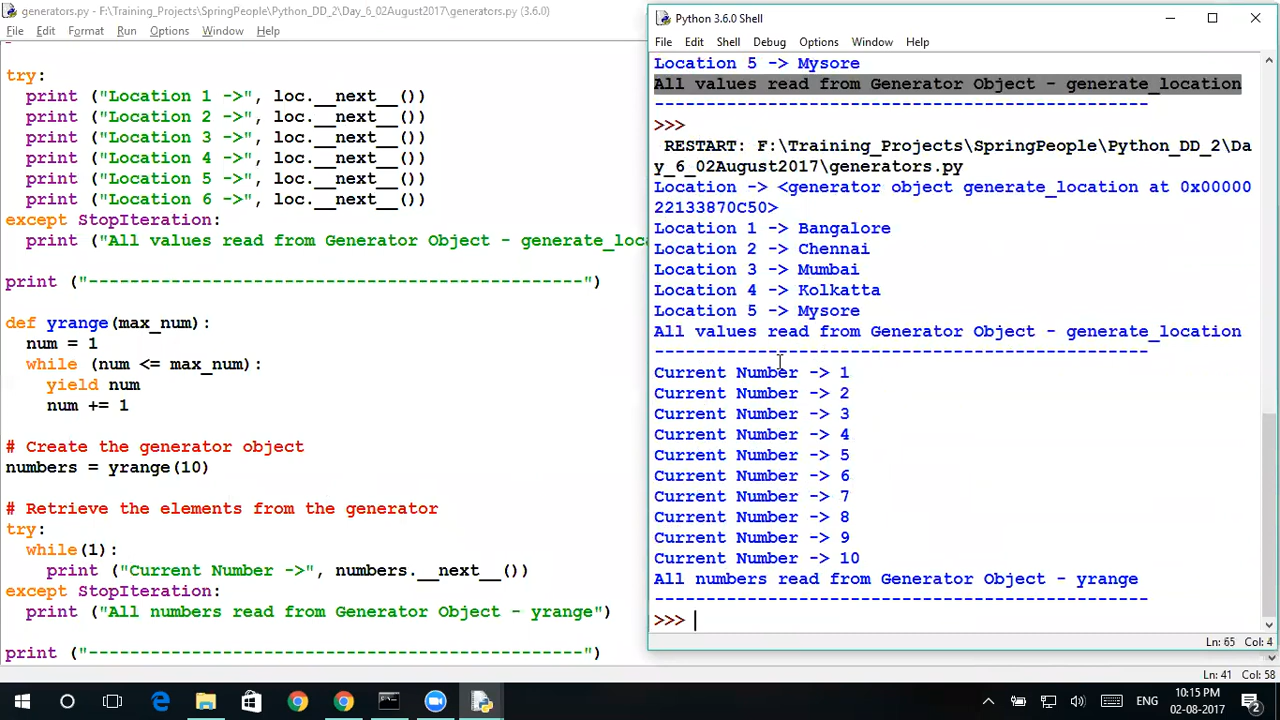 generators.py - F:\Training_Projects\SpringPeople\Python_DD_2\Day_6_02August2017\generators.py (3.6.0)
File Edit Format Run Options Window Help
try:
print ("Location 1 ->", loc.__next__())
print ("Location 2 ->", loc.__next__())
print ("Location 3 ->", loc.__next__())
print ("Location 4 ->", loc.__next__())
print ("Location 5 ->", loc.__next__())
print ("Location 6 ->", loc.__next__())
except StopIteration:
print ("All values read from Generator Object - generate_loca
print ("------------------------------------------------")
def yrange(max_num):
num = 1
while (num <= max_num):
yield num
num += 1
# Create the generator object
numbers = yrange(10)
# Retrieve the elements from the generator
try:
while(1):
print ("Current Number ->", numbers.__next__())
except StopIteration:
print ("All numbers read from Generator Object - yrange")
print ("------------------------------------------------")
Ln: 41 Col: 58
Python 3.6.0 Shell
File Edit Shell Debug Options Window Help
Location 5 -> Mysore
All values read from Generator Object - generate_location
------------------------------------------------
>>>
RESTART: F:\Training_Projects\SpringPeople\Python_DD_2\Da
y_6_02August2017\generators.py
Location -> <generator object generate_location at 0x00000
22133870C50>
Location 1 -> Bangalore
Location 2 -> Chennai
Location 3 -> Mumbai
Location 4 -> Kolkatta
Location 5 -> Mysore
All values read from Generator Object - generate_location
------------------------------------------------
Current Number -> 1
Current Number -> 2
Current Number -> 3
Current Number -> 4
Current Number -> 5
Current Number -> 6
Current Number -> 7
Current Number -> 8
Current Number -> 9
Current Number -> 10
All numbers read from Generator Object - yrange
------------------------------------------------
>>>
Ln: 65 Col: 4
ENG
10:15 PM
02-08-2017
2